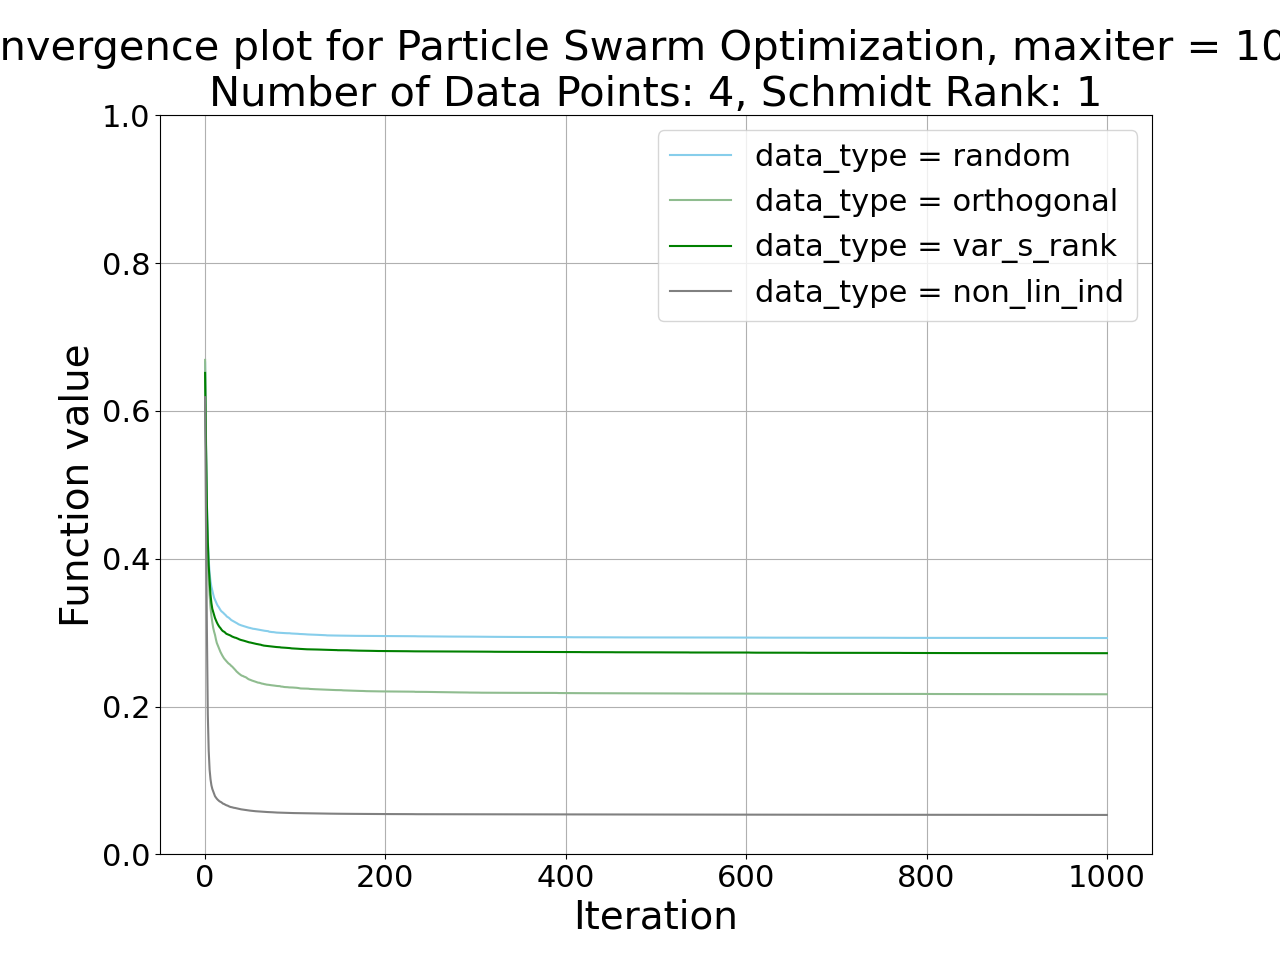 nvergence plot for Particle Swarm Optimization, maxiter = 10
Number of Data Points: 4, Schmidt Rank: 1
1.0
0.8
0.6
0.4
0.2
0.0
Function value
data_type = random
data_type = orthogonal
data_type = var_s_rank
data_type = non_lin_ind
0 200 400 600 800 1000
Iteration